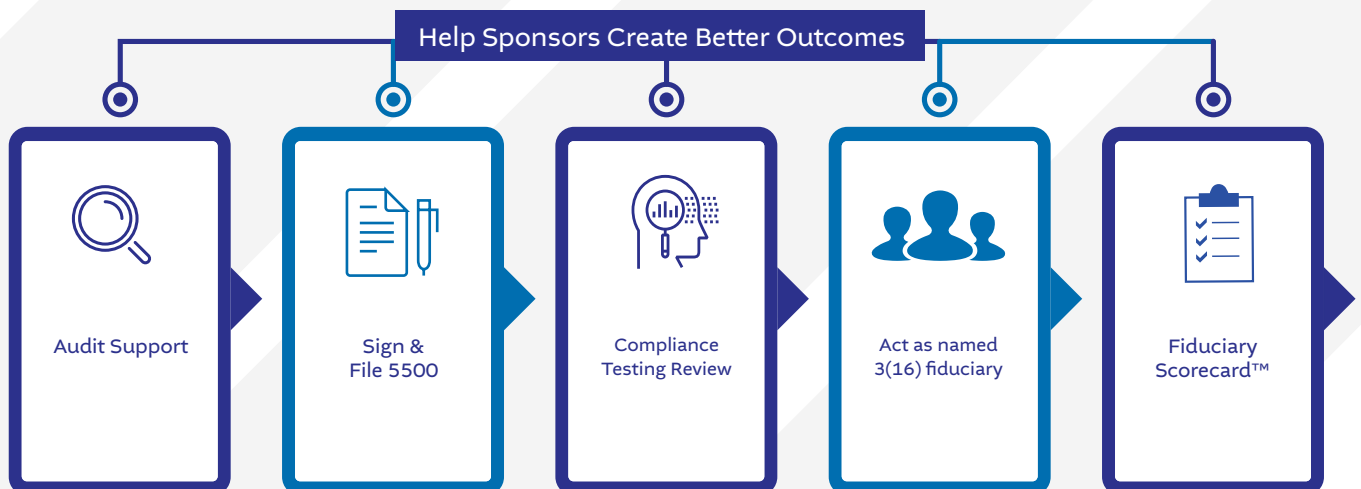 Help Sponsors Create Better Outcomes
Audit Support
Sign &
File 5500
Compliance
Testing Review
Act as named
3(16) fiduciary
Fiduciary
Scorecard™